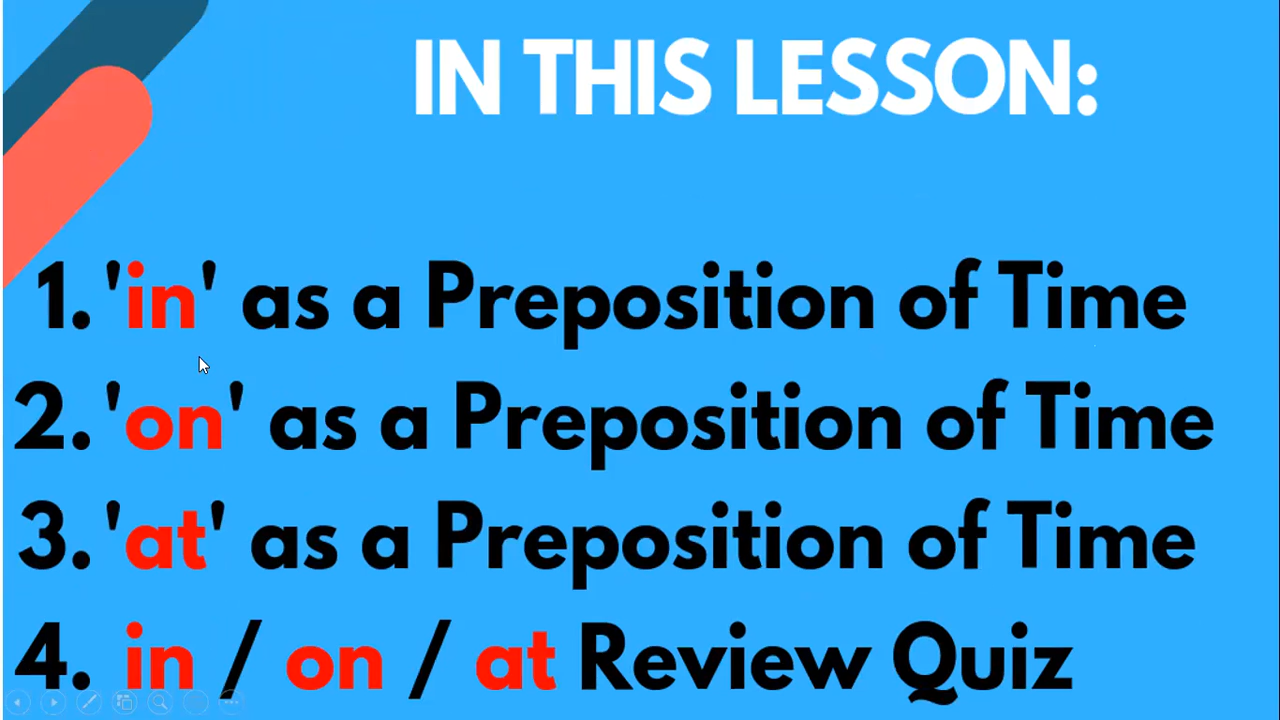 IN THIS LESSON:
1. 'in' as a Preposition of Time
2. 'on' as a Preposition of Time
3. 'at' as a Preposition of Time
4. in / on / at Review Quiz